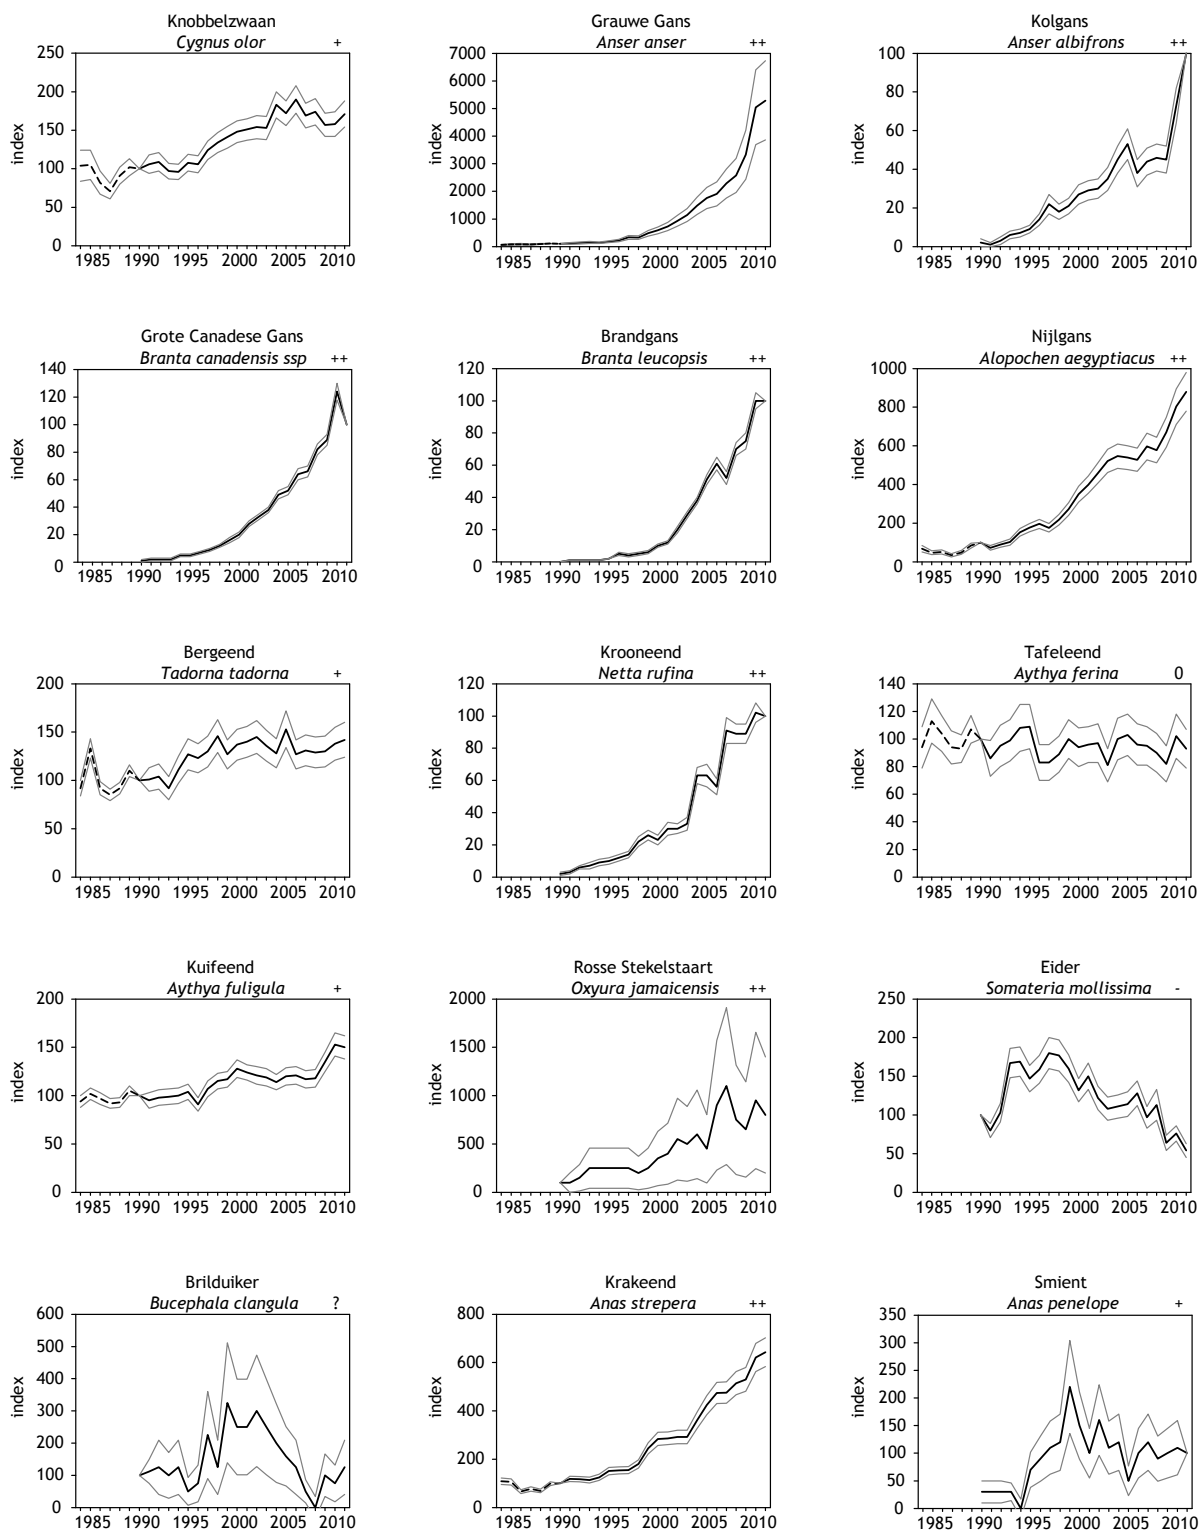 Knobbelzwaan
Cygnus olor +
250
200
150
100
50
0
index
1985 1990 1995 2000 2005 2010
Grauwe Gans
Anser anser ++
7000
6000
5000
4000
3000
2000
1000
0
index
1985 1990 1995 2000 2005 2010
Kolgans
Anser albifrons ++
100
80
60
40
20
0
index
1985 1990 1995 2000 2005 2010
Grote Canadese Gans
Branta canadensis ssp ++
140
120
100
80
60
40
20
0
index
1985 1990 1995 2000 2005 2010
Brandgans
Branta leucopsis ++
120
100
80
60
40
20
0
index
1985 1990 1995 2000 2005 2010
Nijlgans
Alopochen aegyptiacus ++
1000
800
600
400
200
0
index
1985 1990 1995 2000 2005 2010
Bergeend
Tadorna tadorna +
200
150
100
50
0
index
1985 1990 1995 2000 2005 2010
Krooneend
Netta rufina ++
120
100
80
60
40
20
0
index
1985 1990 1995 2000 2005 2010
Tafeleend
Aythya ferina 0
140
120
100
80
60
40
20
0
index
1985 1990 1995 2000 2005 2010
Kuifeend
Aythya fuligula +
200
150
100
50
0
index
1985 1990 1995 2000 2005 2010
Rosse Stekelstaart
Oxyura jamaicensis ++
2000
1500
1000
500
0
index
1985 1990 1995 2000 2005 2010
Eider
Somateria mollissima -
250
200
150
100
50
0
index
1985 1990 1995 2000 2005 2010
Brilduiker
Bucephala clangula ?
600
500
400
300
200
100
0
index
1985 1990 1995 2000 2005 2010
Krakeend
Anas strepera ++
800
600
400
200
0
index
1985 1990 1995 2000 2005 2010
Smient
Anas penelope +
350
300
250
200
150
100
50
0
index
1985 1990 1995 2000 2005 2010